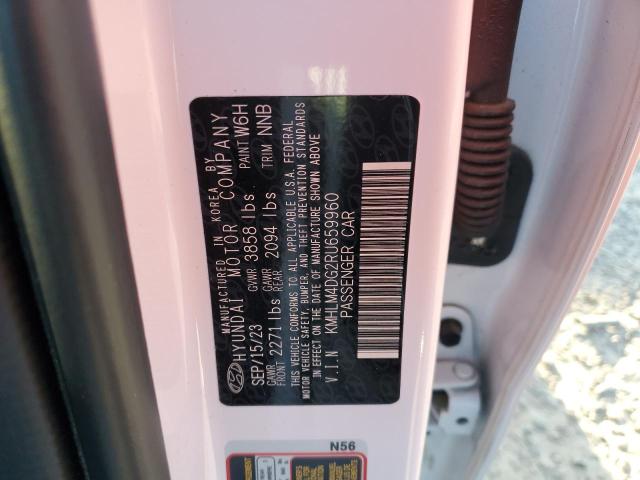 MANUFACTURED IN KOREA BY
HYUNDAI MOTOR COMPANY
SEP/15/23 GVWR 3858 lbs PAINT W6H
GAWR FRONT 2271 lbs GAWR REAR 2094 lbs TRIM NNB
THIS VEHICLE CONFORMS TO ALL APPLICABLE U.S.A. FEDERAL
MOTOR VEHICLE SAFETY, BUMPER, AND THEFT PREVENTION STANDARDS
IN EFFECT ON THE DATE OF MANUFACTURE SHOWN ABOVE
V.I.N KMHLM4DG2RU659960
PASSENGER CAR
N56